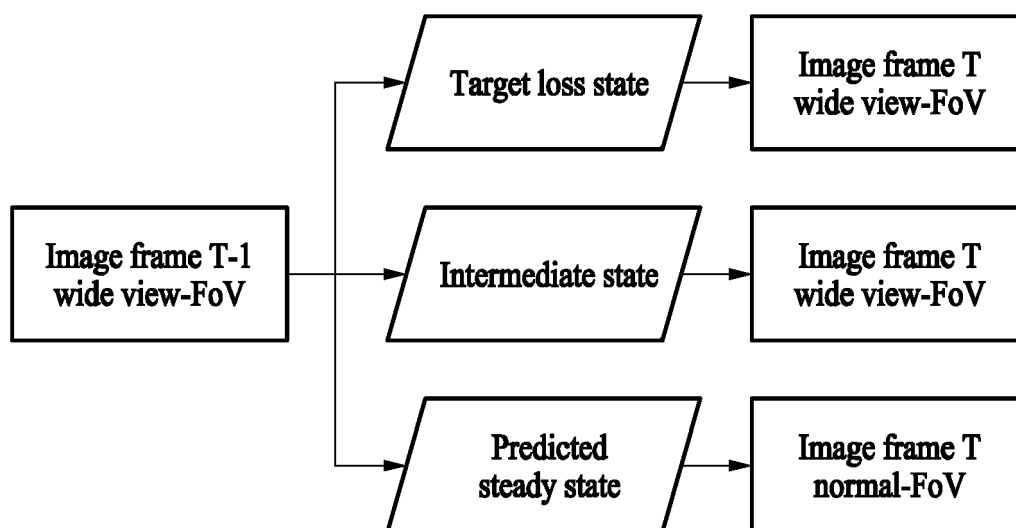 Target loss state
Image frame T
wide view-FoV
Image frame T-1
wide view-FoV
Intermediate state
Image frame T
wide view-FoV
Predicted
steady state
Image frame T
normal-FoV